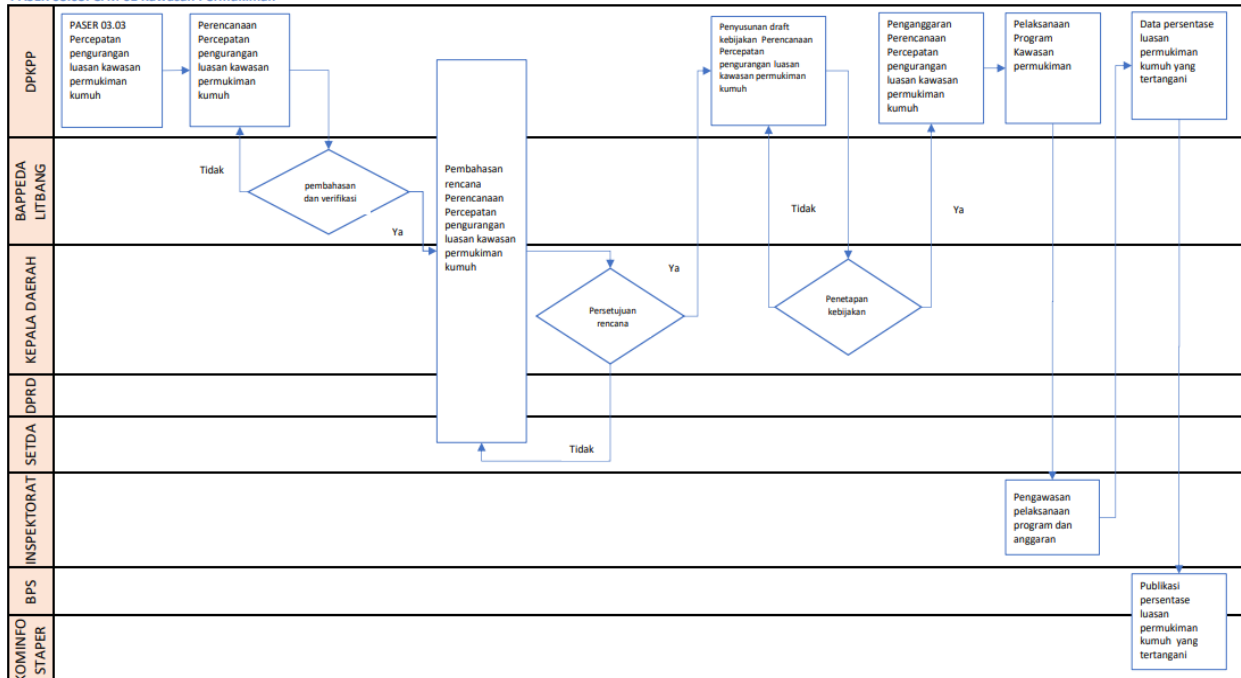 DPKPP
PASER 03.03
Percepatan
pengurangan
luasan kawasan
permukiman
kumuh
Perencanaan
Percepatan
pengurangan
luasan kawasan
permukiman
kumuh
Penyusunan draft
kebijakan Perencanaan
Percepatan
pengurangan luasan
kawasan permukiman
kumuh
Penganggaran
Perencanaan
Percepatan
pengurangan
luasan kawasan
permukiman
kumuh
Pelaksanaan
Program
Kawasan
permukiman
Data persentase
luasan
permukiman
kumuh yang
tertangani
BAPPEDA
LITBANG
Tidak
pembahasan
dan verifikasi
Ya
Pembahasan
rencana
Perencanaan
Percepatan
pengurangan
luasan kawasan
permukiman
kumuh
Tidak
Ya
KEPALA DAERAH
Persetujuan
rencana
Ya
Penetapan
kebijakan
DPRD
SETDA
Tidak
INSPEKTORAT
Pengawasan
pelaksanaan
program dan
anggaran
BPS
Publikasi
persentase
luasan
permukiman
kumuh yang
tertangani
KOMINFO
STAPER